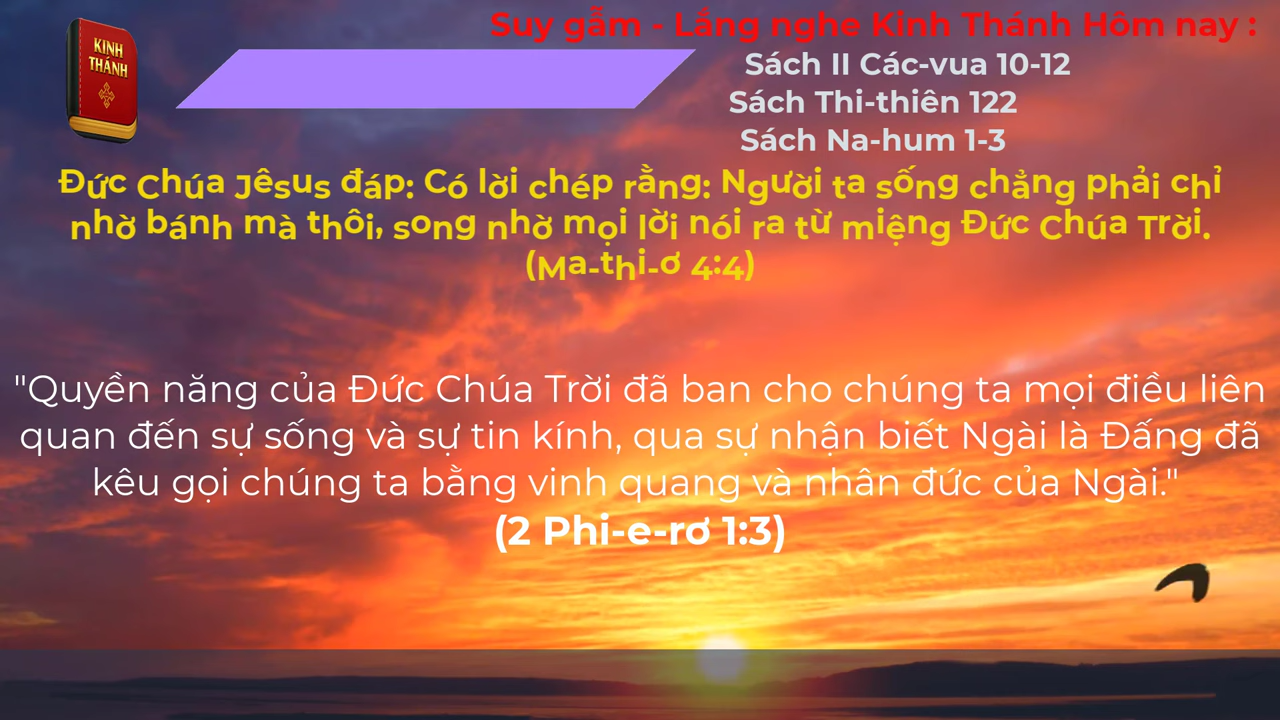 Suy gẫm - Lắng nghe Kinh Thánh Hôm nay :
KINH
THÁNH
Sách II Các-vua 10-12
Sách Thi-thiên 122
Sách Na-hum 1-3
Đức Chúa Jêsus đáp: Có lời chép rằng: Người ta sống chẳng phải chỉ
nhờ bánh mà thôi, song nhờ mọi lời nói ra từ miệng Đức Chúa Trời.
(Ma-thi-ơ 4:4)
"Quyền năng của Đức Chúa Trời đã ban cho chúng ta mọi điều liên
quan đến sự sống và sự tin kính, qua sự nhận biết Ngài là Đấng đã
kêu gọi chúng ta bằng vinh quang và nhân đức của Ngài."
(2 Phi-e-rơ 1:3)